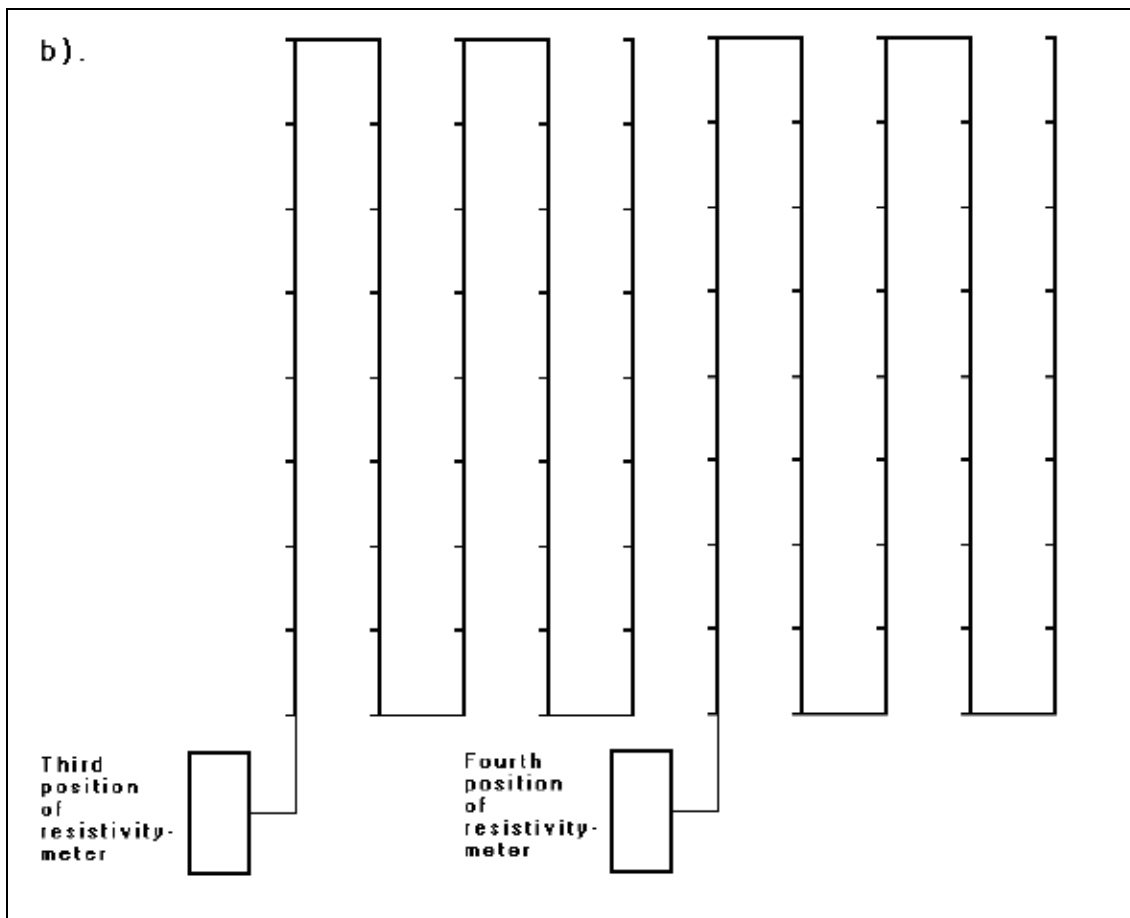 b).
Third
position
of
resistivity-
meter
Fourth
position
of
resistivity-
meter